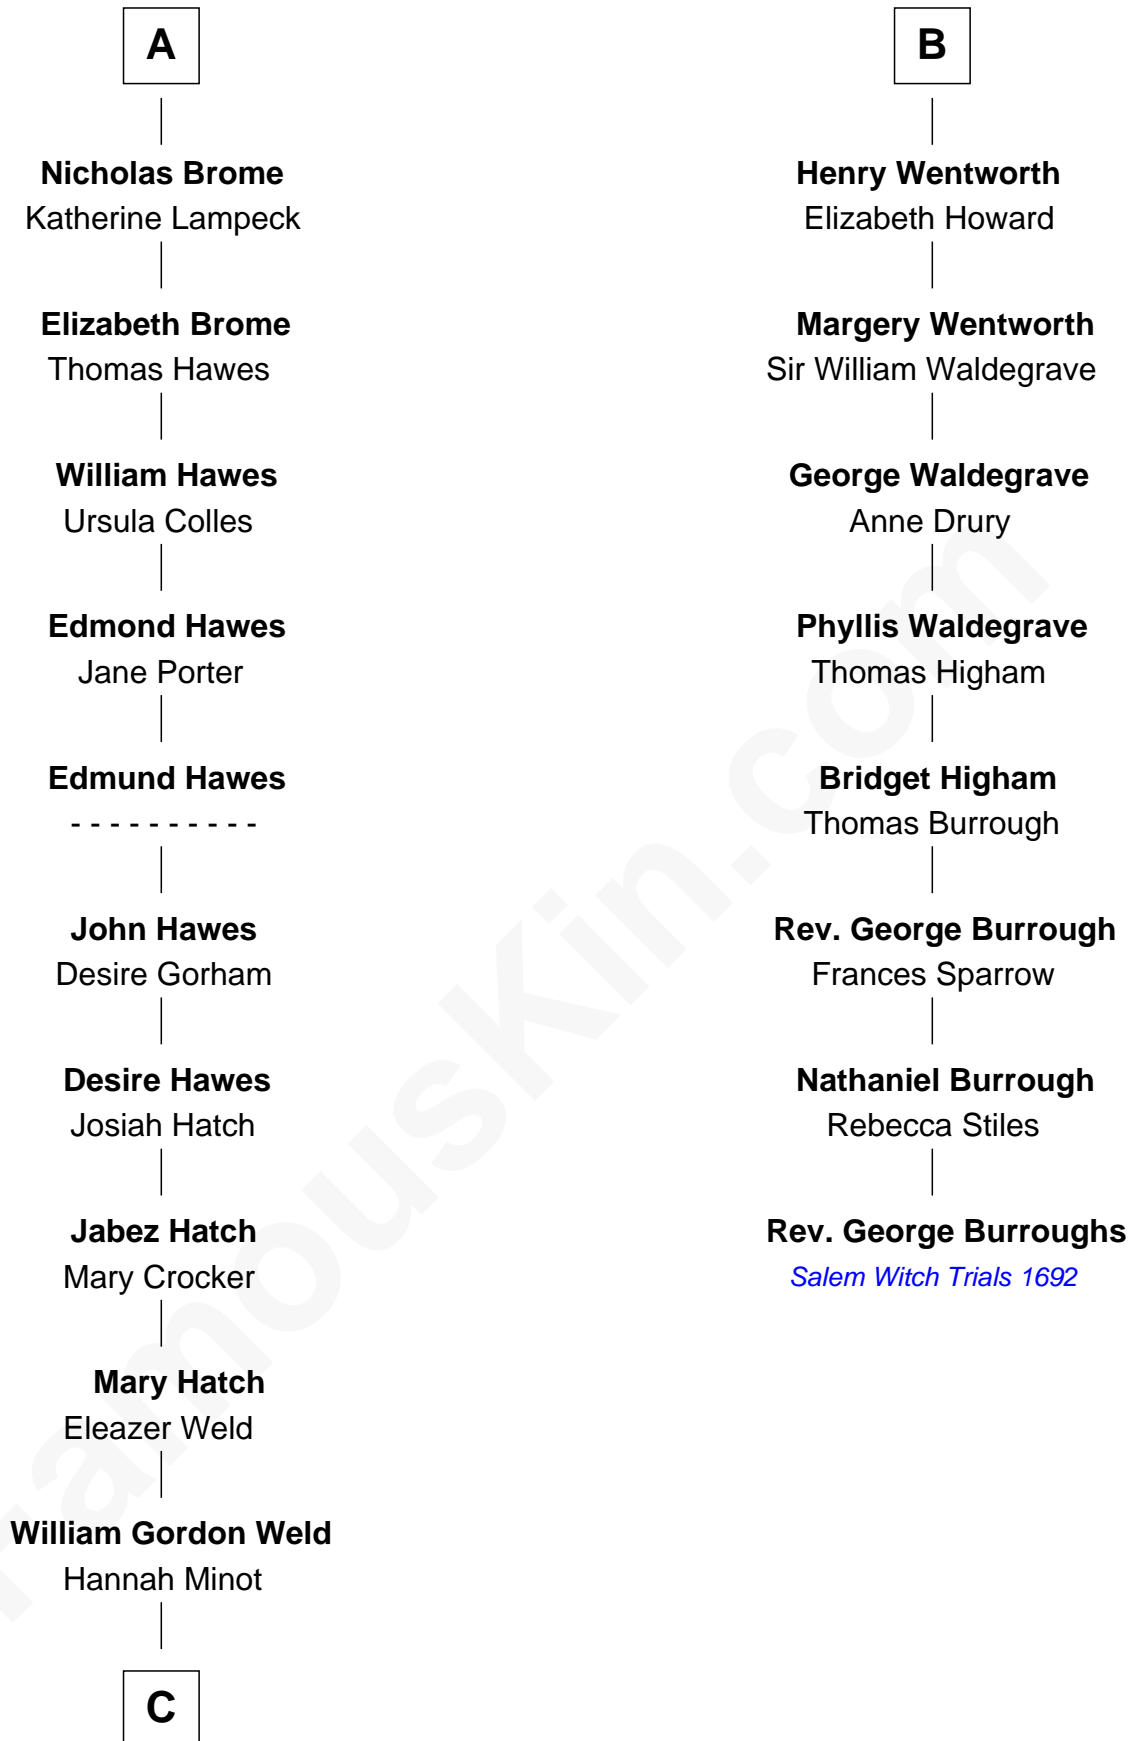 A
Nicholas Brome
Katherine Lampeck
Elizabeth Brome
Thomas Hawes
William Hawes
Ursula Colles
Edmond Hawes
Jane Porter
Edmund Hawes
- - - - - - - - - -
John Hawes
Desire Gorham
Desire Hawes
Josiah Hatch
Jabez Hatch
Mary Crocker
Mary Hatch
Eleazer Weld
William Gordon Weld
Hannah Minot
C
B
Henry Wentworth
Elizabeth Howard
Margery Wentworth
Sir William Waldegrave
George Waldegrave
Anne Drury
Phyllis Waldegrave
Thomas Higham
Bridget Higham
Thomas Burrough
Rev. George Burrough
Frances Sparrow
Nathaniel Burrough
Rebecca Stiles
Rev. George Burroughs
Salem Witch Trials 1692
FamousKin.com